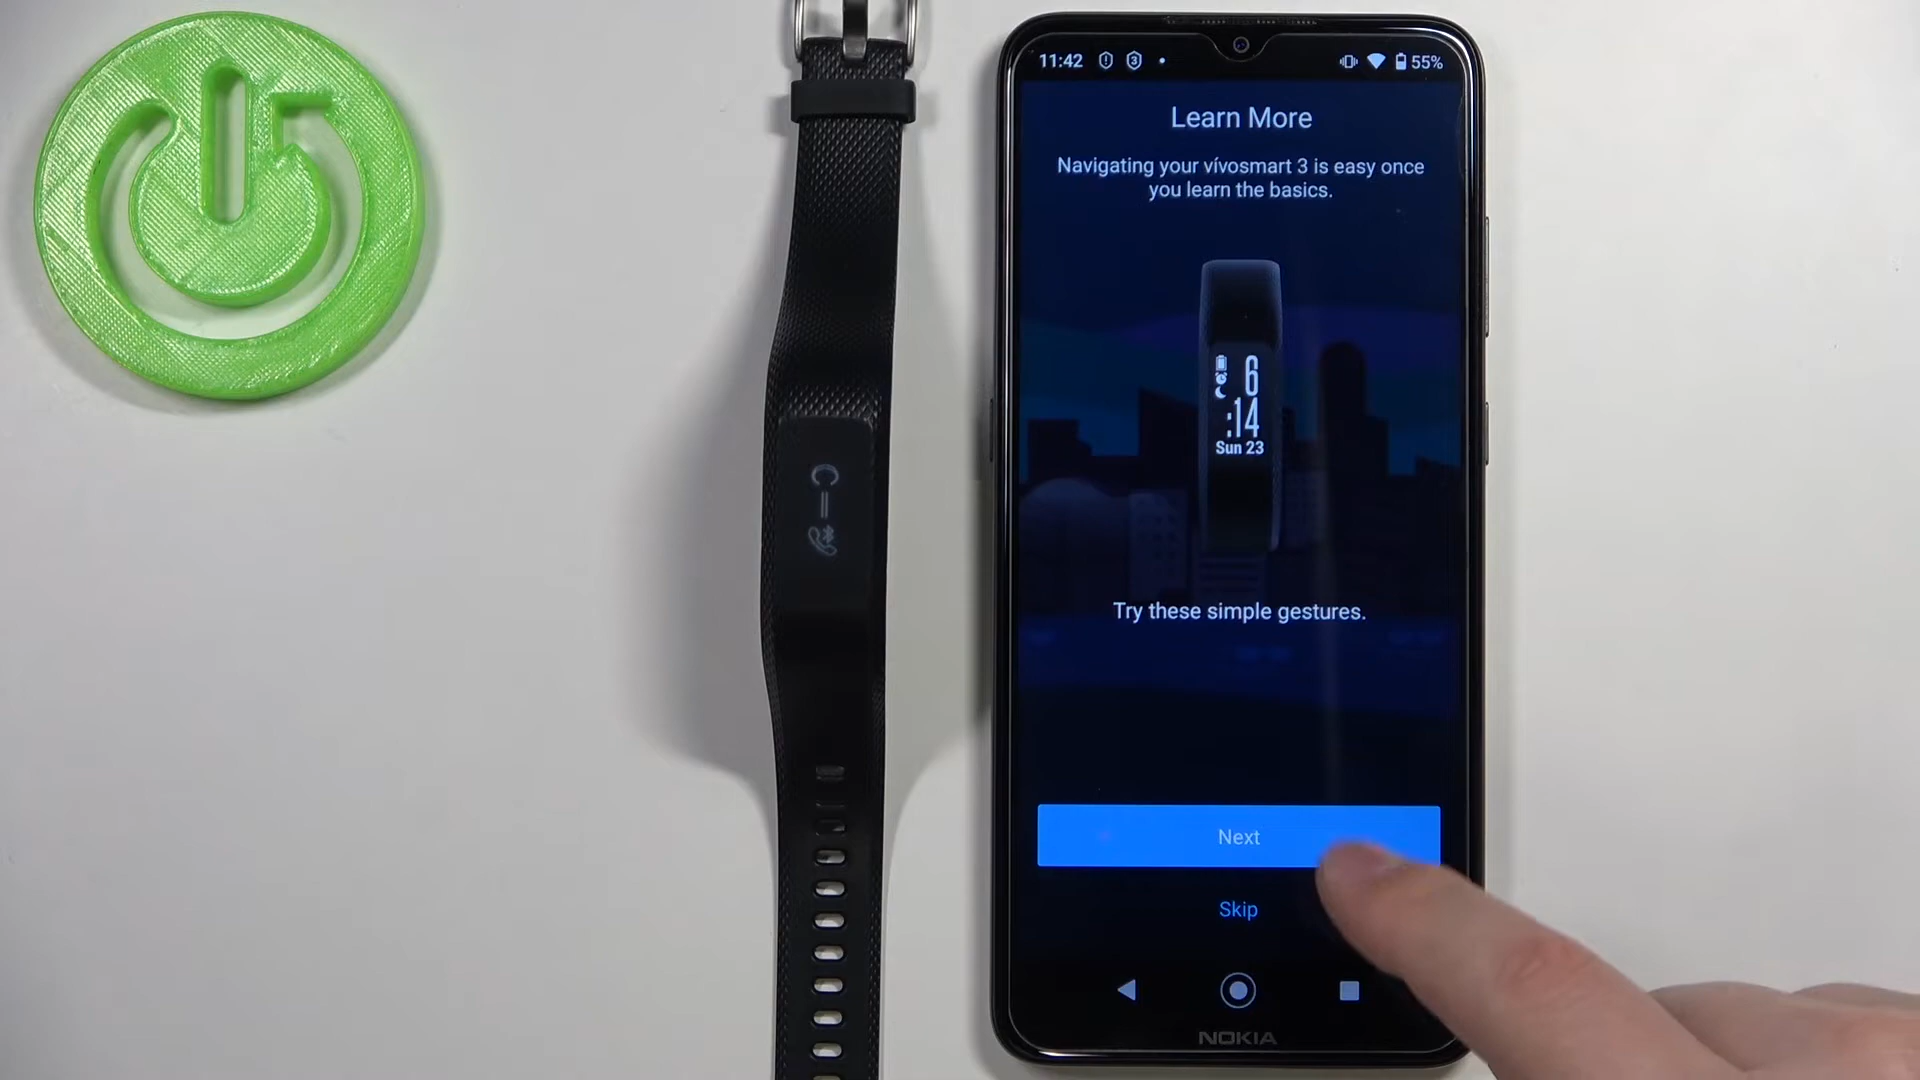 11:42
55%
Learn More
Navigating your vívosmart 3 is easy once
you learn the basics.
6
:14
Sun 23
Try these simple gestures.
Next
Skip
NOKIA